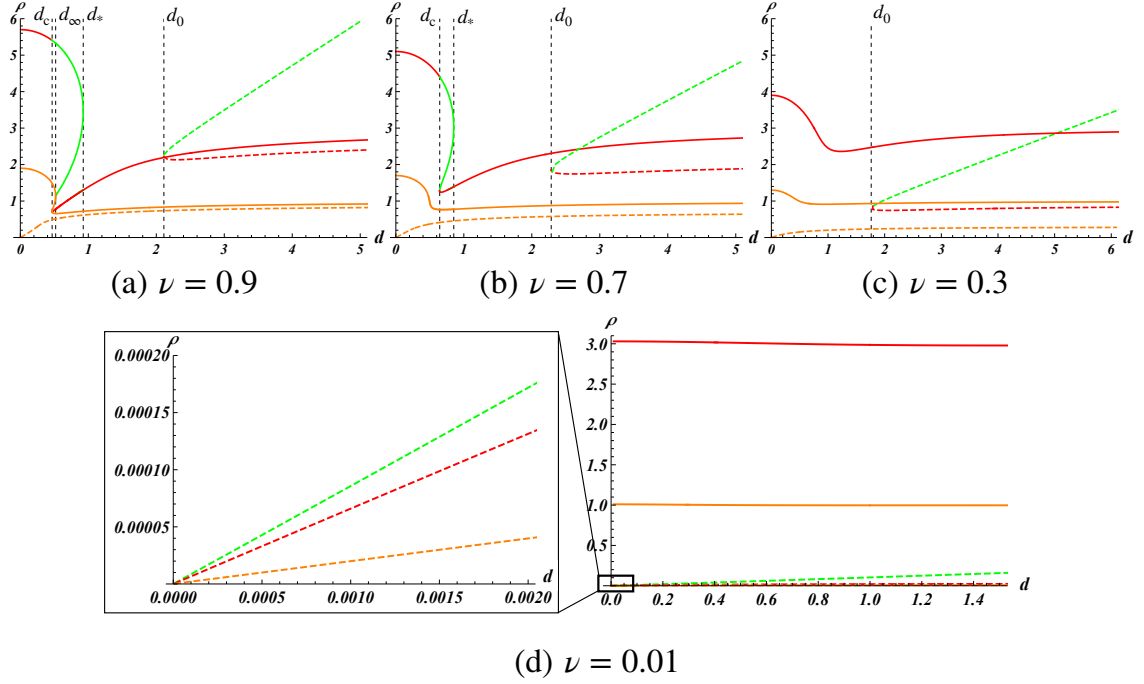 ρ d_c d_∞ d_* d_0
6
5
4
3
2
1
0 1 2 3 4 5 d
(a) ν = 0.9
ρ d_c d_* d_0
6
5
4
3
2
1
0 1 2 3 4 5 d
(b) ν = 0.7
ρ d_0
6
5
4
3
2
1
0 1 2 3 4 5 6 d
(c) ν = 0.3
ρ
0.00020
0.00015
0.00010
0.00005
0.0000 0.0005 0.0010 0.0015 0.0020 d
ρ
3.0
2.5
2.0
1.5
1.0
0.5
0.0 0.2 0.4 0.6 0.8 1.0 1.2 1.4 d
(d) ν = 0.01